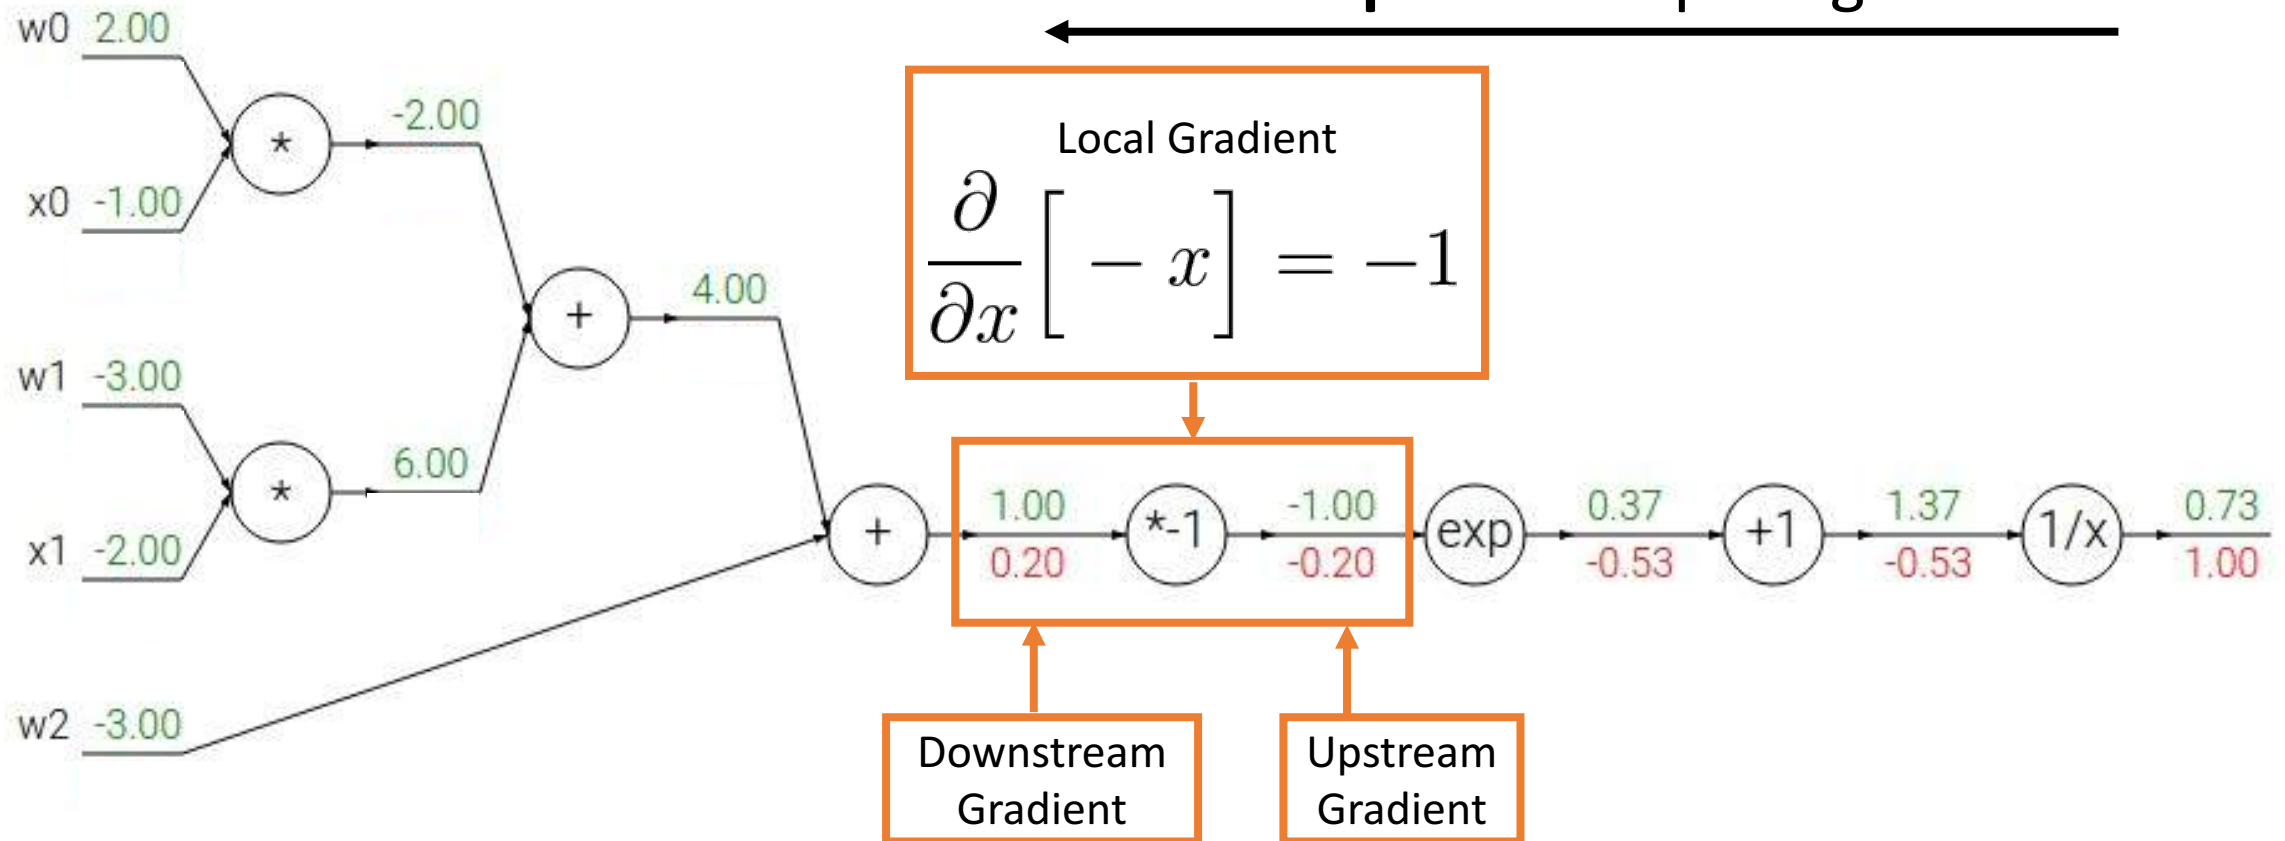 w0 2.00
x0 -1.00
*
-2.00
w1 -3.00
x1 -2.00
*
6.00
+
4.00
w2 -3.00
+
Local Gradient
∂/∂x [ − x ] = −1
1.00
0.20
*-1
-1.00
-0.20
exp
0.37
-0.53
+1
1.37
-0.53
1/x
0.73
1.00
Downstream
Gradient
Upstream
Gradient